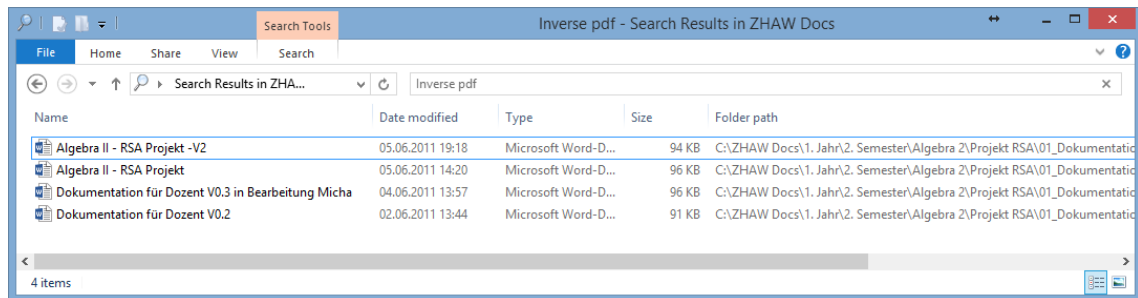 Search Tools
Inverse pdf - Search Results in ZHAW Docs
File Home Share View Search
Search Results in ZHA...
Inverse pdf
Name Date modified Type Size Folder path
Algebra II - RSA Projekt -V2 05.06.2011 19:18 Microsoft Word-D... 94 KB C:\ZHAW Docs\1. Jahr\2. Semester\Algebra 2\Projekt RSA\01_Dokumentatic
Algebra II - RSA Projekt 05.06.2011 14:20 Microsoft Word-D... 96 KB C:\ZHAW Docs\1. Jahr\2. Semester\Algebra 2\Projekt RSA\01_Dokumentatic
Dokumentation für Dozent V0.3 in Bearbeitung Micha 04.06.2011 13:57 Microsoft Word-D... 96 KB C:\ZHAW Docs\1. Jahr\2. Semester\Algebra 2\Projekt RSA\01_Dokumentatic
Dokumentation für Dozent V0.2 02.06.2011 13:44 Microsoft Word-D... 91 KB C:\ZHAW Docs\1. Jahr\2. Semester\Algebra 2\Projekt RSA\01_Dokumentatic
4 items